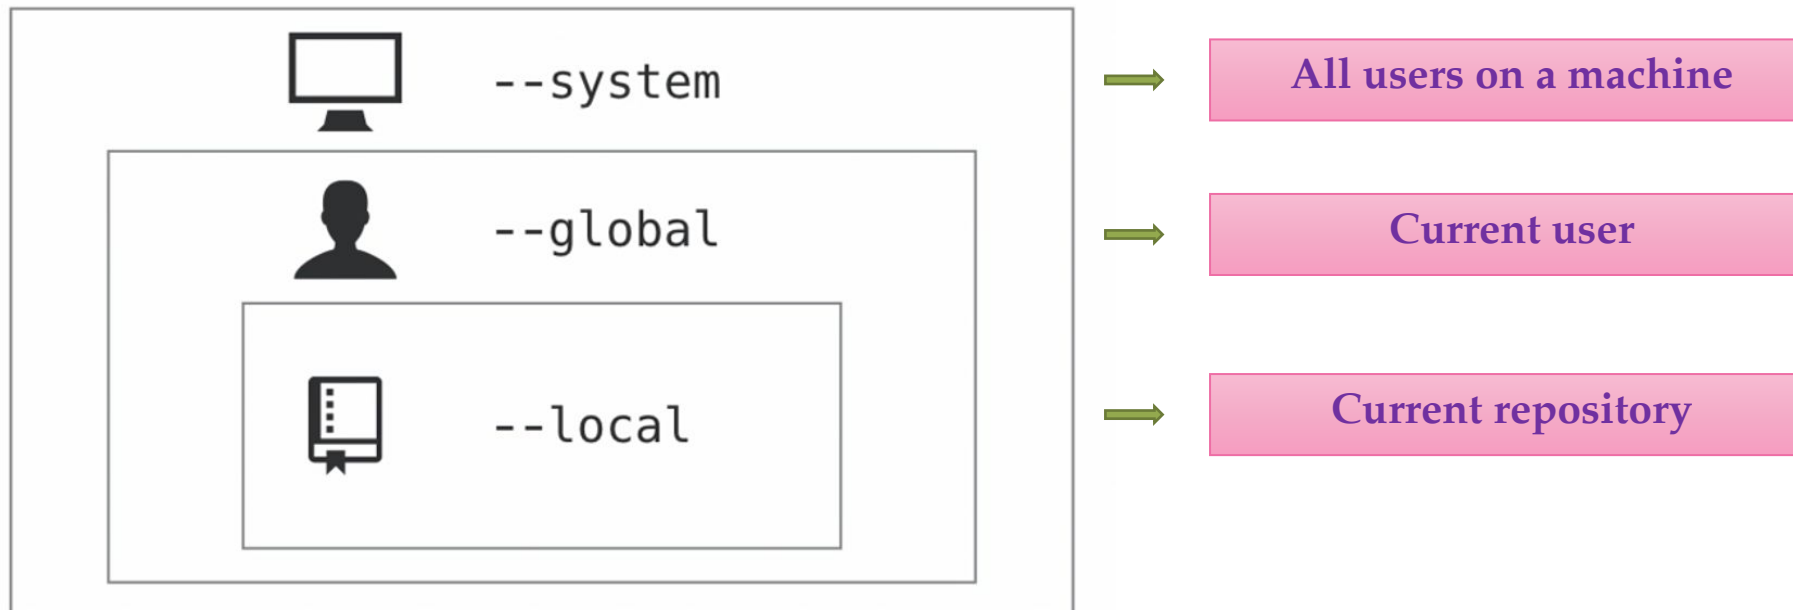 --system
All users on a machine
--global
Current user
--local
Current repository